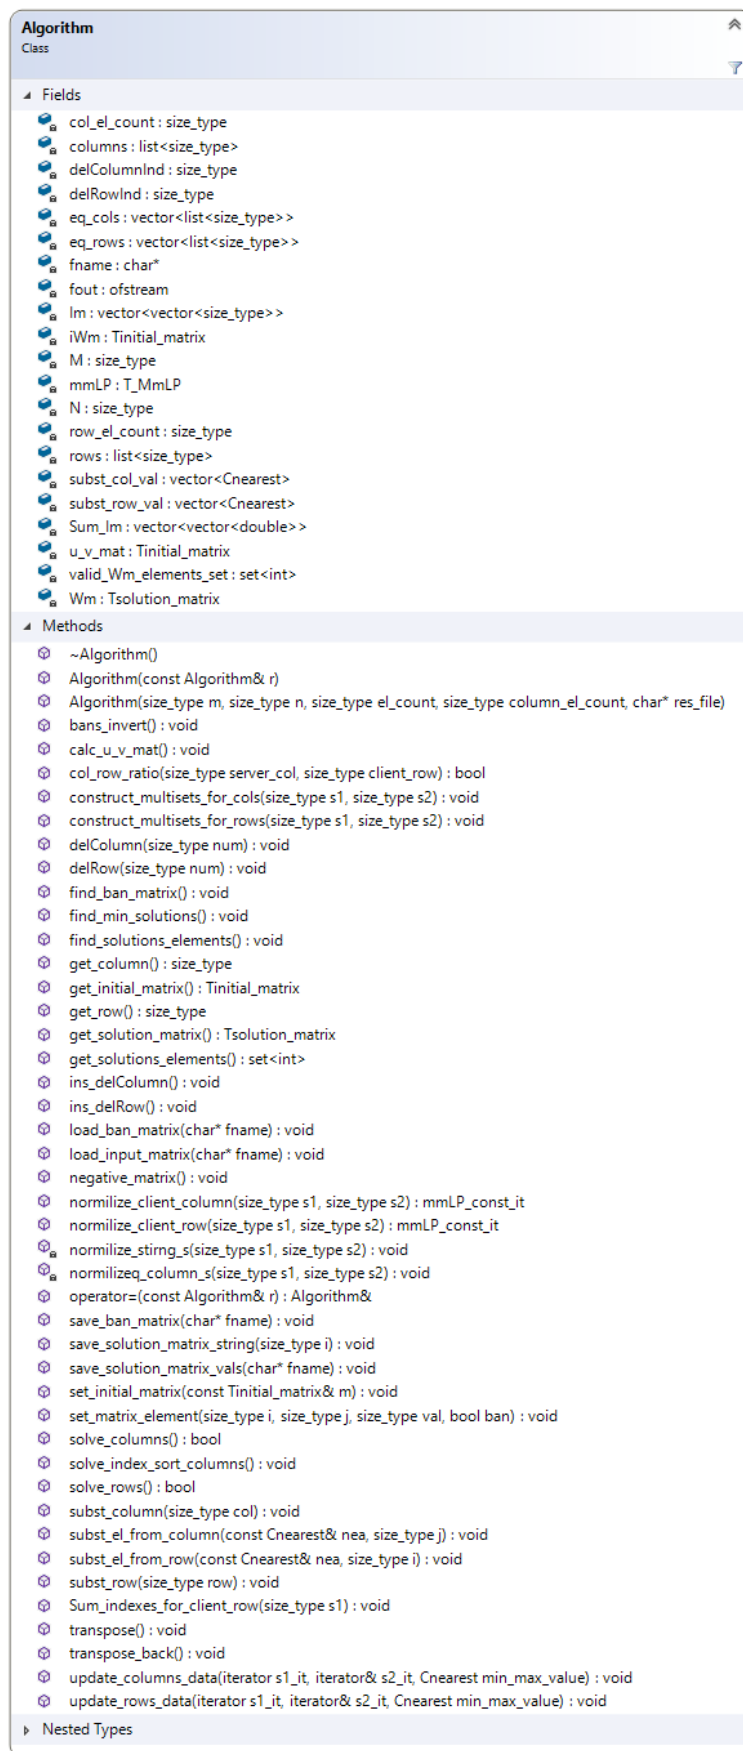 Algorithm
Class
Fields
col_el_count : size_type
columns : list<size_type>
delColumnInd : size_type
delRowInd : size_type
eq_cols : vector<list<size_type>>
eq_rows : vector<list<size_type>>
fname : char*
fout : ofstream
Im : vector<vector<size_type>>
iWm : Tinitial_matrix
M : size_type
mmLP : T_MmLP
N : size_type
row_el_count : size_type
rows : list<size_type>
subst_col_val : vector<Cnearest>
subst_row_val : vector<Cnearest>
Sum_Im : vector<vector<double>>
u_v_mat : Tinitial_matrix
valid_Wm_elements_set : set<int>
Wm : Tsolution_matrix
Methods
~Algorithm()
Algorithm(const Algorithm& r)
Algorithm(size_type m, size_type n, size_type el_count, size_type column_el_count, char* res_file)
bans_invert() : void
calc_u_v_mat() : void
col_row_ratio(size_type server_col, size_type client_row) : bool
construct_multisets_for_cols(size_type s1, size_type s2) : void
construct_multisets_for_rows(size_type s1, size_type s2) : void
delColumn(size_type num) : void
delRow(size_type num) : void
find_ban_matrix() : void
find_min_solutions() : void
find_solutions_elements() : void
get_column() : size_type
get_initial_matrix() : Tinitial_matrix
get_row() : size_type
get_solution_matrix() : Tsolution_matrix
get_solutions_elements() : set<int>
ins_delColumn() : void
ins_delRow() : void
load_ban_matrix(char* fname) : void
load_input_matrix(char* fname) : void
negative_matrix() : void
normilize_client_column(size_type s1, size_type s2) : mmLP_const_it
normilize_client_row(size_type s1, size_type s2) : mmLP_const_it
normilize_stirng_s(size_type s1, size_type s2) : void
normilizeq_column_s(size_type s1, size_type s2) : void
operator=(const Algorithm& r) : Algorithm&
save_ban_matrix(char* fname) : void
save_solution_matrix_string(size_type i) : void
save_solution_matrix_vals(char* fname) : void
set_initial_matrix(const Tinitial_matrix& m) : void
set_matrix_element(size_type i, size_type j, size_type val, bool ban) : void
solve_columns() : bool
solve_index_sort_columns() : void
solve_rows() : bool
subst_column(size_type col) : void
subst_el_from_column(const Cnearest& nea, size_type j) : void
subst_el_from_row(const Cnearest& nea, size_type i) : void
subst_row(size_type row) : void
Sum_indexes_for_client_row(size_type s1) : void
transpose() : void
transpose_back() : void
update_columns_data(iterator s1_it, iterator& s2_it, Cnearest min_max_value) : void
update_rows_data(iterator s1_it, iterator& s2_it, Cnearest min_max_value) : void
Nested Types